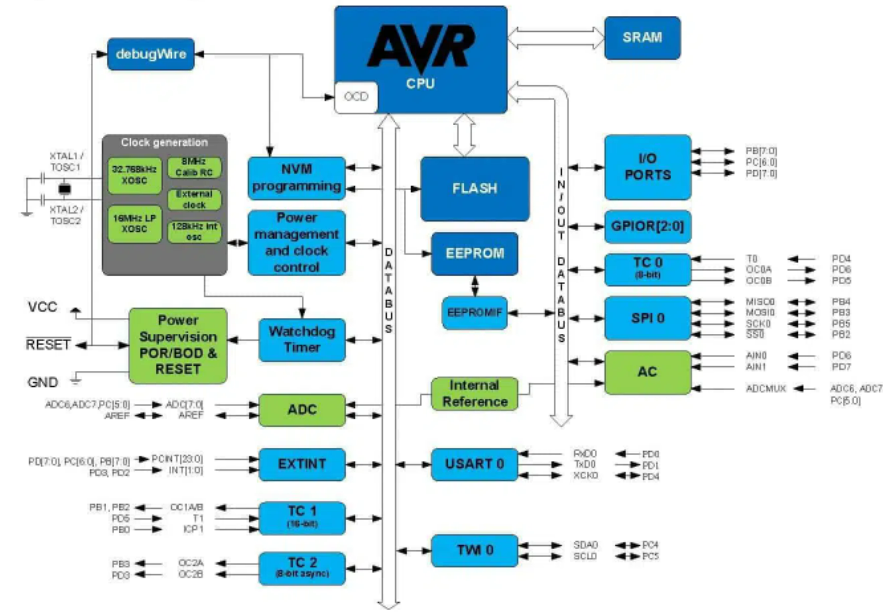 AVR
CPU
OCD
SRAM
debugWire
Clock generation
XTAL1 /
TOSC1
32.768kHz
XOSC
8MHz
Calib RC
External
clock
16MHz LP
XOSC
128kHz int
osc
XTAL2 /
TOSC2
NVM
programming
FLASH
Power
management
and clock
control
EEPROM
EEPROMIF
DATABUS
IN/OUT DATABUS
I/O
PORTS
PB[7:0]
PC[6:0]
PD[7:0]
GPIOR[2:0]
TC 0
(8-bit)
T0 PD4
OC0A PD6
OC0B PD5
SPI 0
MISO0 PB4
MOSI0 PB3
SCK0 PB5
SS0 PB2
AC
AIN0 PD6
AIN1 PD7
ADCMUX ADC6, ADC7
PC[5:0]
VCC
RESET
GND
Power
Supervision
POR/BOD &
RESET
Watchdog
Timer
Internal
Reference
ADC6,ADC7,PC[5:0] ADC[7:0]
AREF AREF
ADC
PD[7:0], PC[6:0], PB[7:0] PCINT[23:0]
PD3, PD2 INT[1:0]
EXTINT
USART 0
RxD0 PD0
TxD0 PD1
XCK0 PD4
PB1, PB2 OC1A/B
PD5 T1
PB0 ICP1
TC 1
(16-bit)
TWI 0
SDA0 PC4
SCL0 PC5
PB3 OC2A
PD3 OC2B
TC 2
(8-bit async)